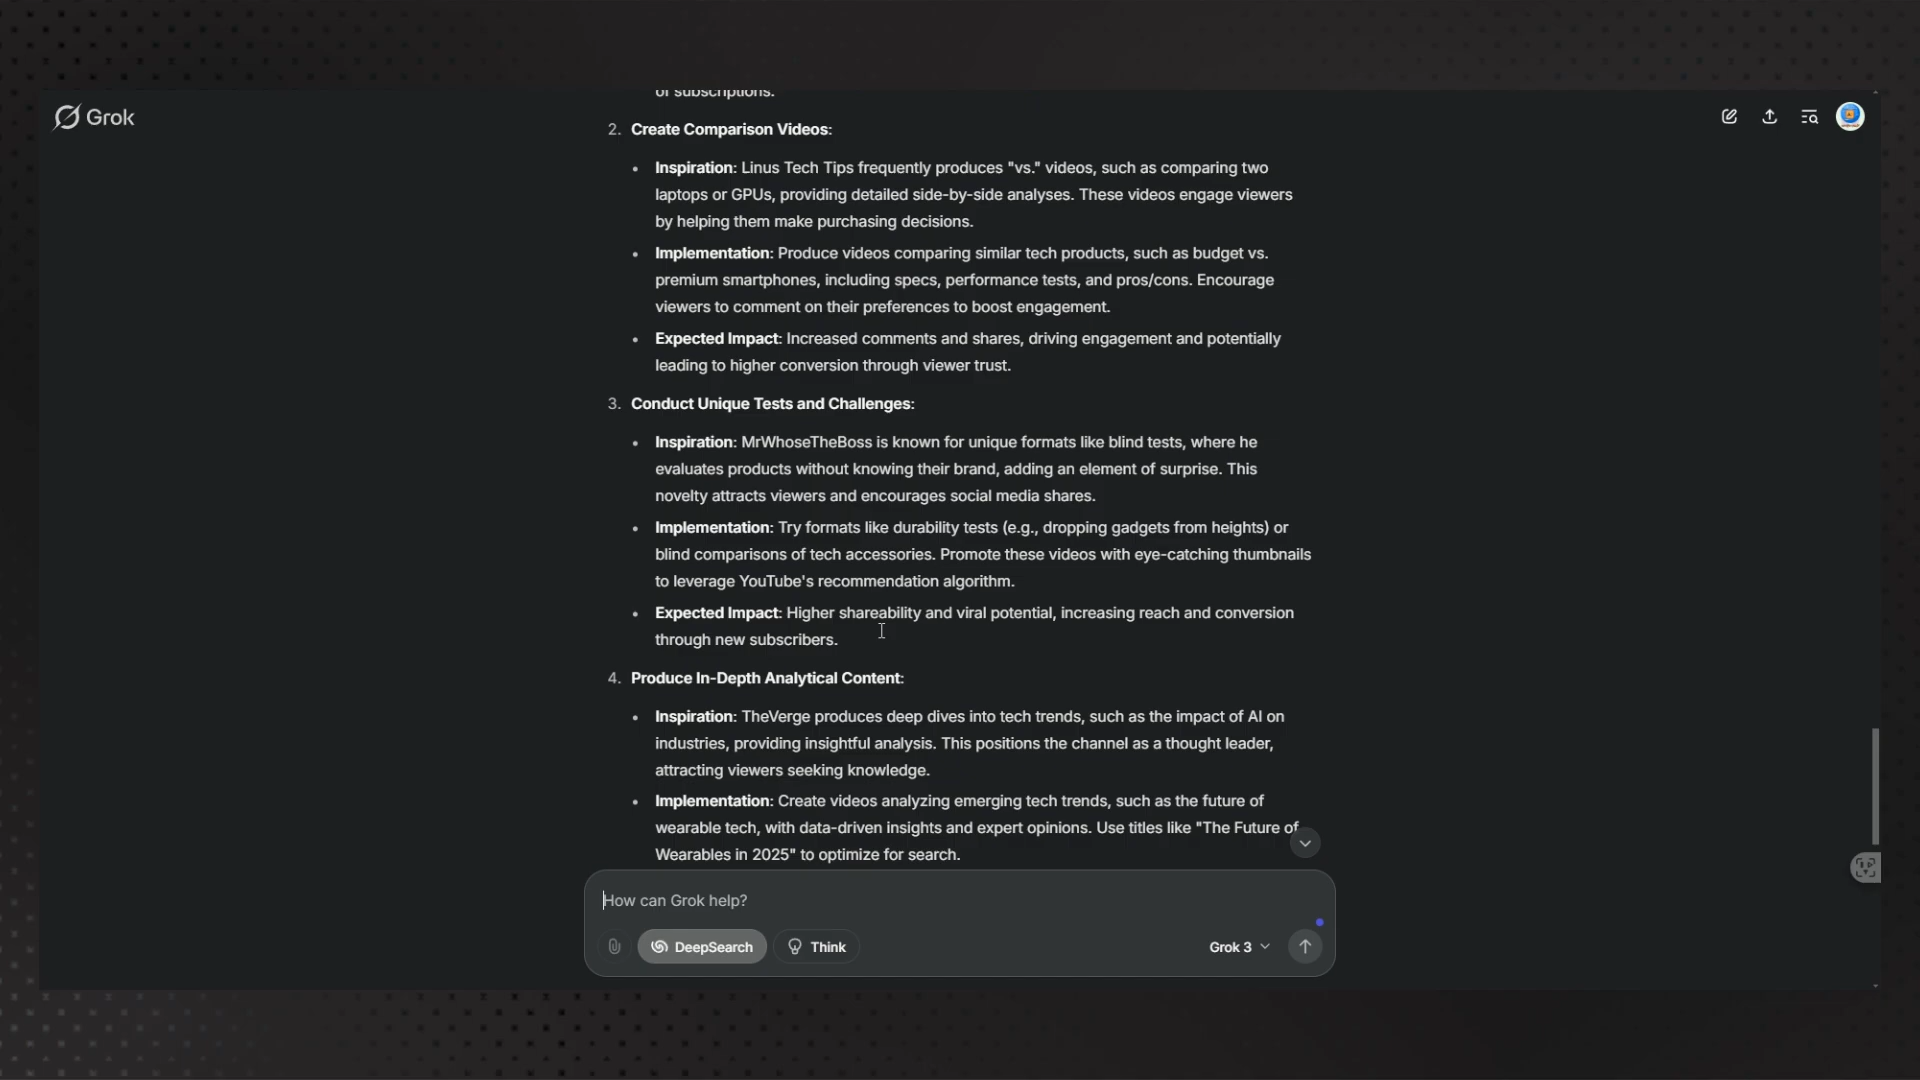 of subscriptions.
Grok
2. Create Comparison Videos:
Inspiration: Linus Tech Tips frequently produces "vs." videos, such as comparing two
laptops or GPUs, providing detailed side-by-side analyses. These videos engage viewers
by helping them make purchasing decisions.
Implementation: Produce videos comparing similar tech products, such as budget vs.
premium smartphones, including specs, performance tests, and pros/cons. Encourage
viewers to comment on their preferences to boost engagement.
Expected Impact: Increased comments and shares, driving engagement and potentially
leading to higher conversion through viewer trust.
3. Conduct Unique Tests and Challenges:
Inspiration: MrWhoseTheBoss is known for unique formats like blind tests, where he
evaluates products without knowing their brand, adding an element of surprise. This
novelty attracts viewers and encourages social media shares.
Implementation: Try formats like durability tests (e.g., dropping gadgets from heights) or
blind comparisons of tech accessories. Promote these videos with eye-catching thumbnails
to leverage YouTube's recommendation algorithm.
Expected Impact: Higher shareability and viral potential, increasing reach and conversion
through new subscribers.
4. Produce In-Depth Analytical Content:
Inspiration: TheVerge produces deep dives into tech trends, such as the impact of AI on
industries, providing insightful analysis. This positions the channel as a thought leader,
attracting viewers seeking knowledge.
Implementation: Create videos analyzing emerging tech trends, such as the future of
wearable tech, with data-driven insights and expert opinions. Use titles like "The Future of
Wearables in 2025" to optimize for search.
How can Grok help?
DeepSearch
Think
Grok 3